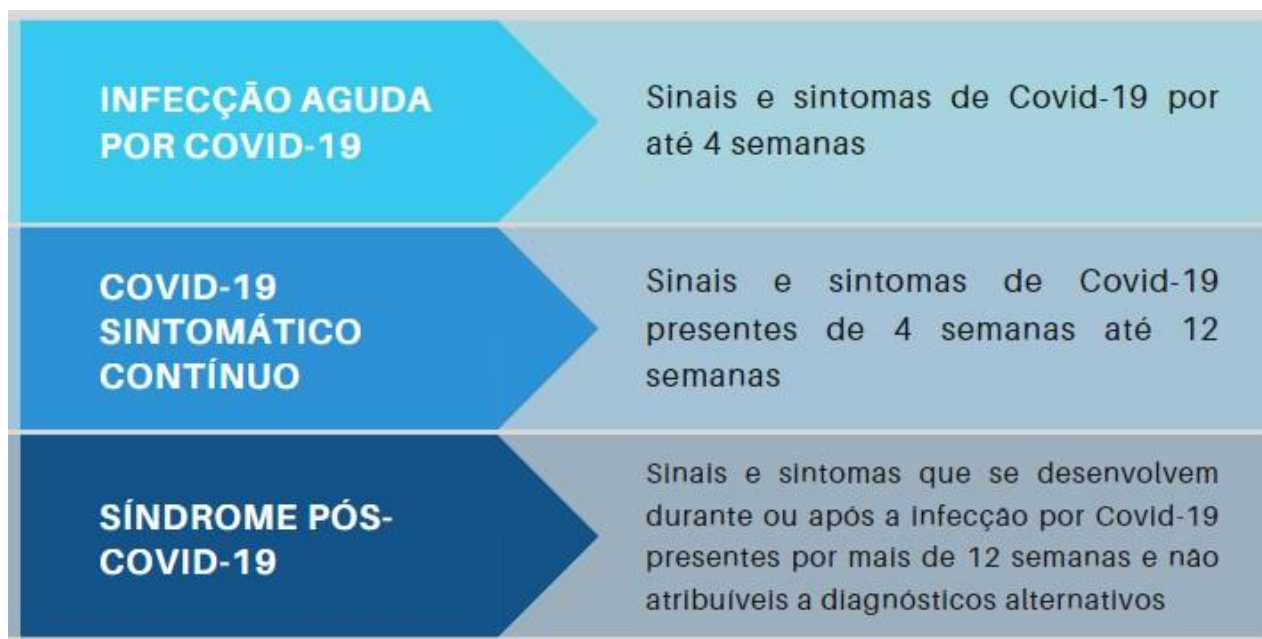 INFECÇÃO AGUDA
POR COVID-19
Sinais e sintomas de Covid-19 por
até 4 semanas
COVID-19
SINTOMÁTICO
CONTÍNUO
Sinais e sintomas de Covid-19
presentes de 4 semanas até 12
semanas
SÍNDROME PÓS-
COVID-19
Sinais e sintomas que se desenvolvem
durante ou após a infecção por Covid-19
presentes por mais de 12 semanas e não
atribuíveis a diagnósticos alternativos